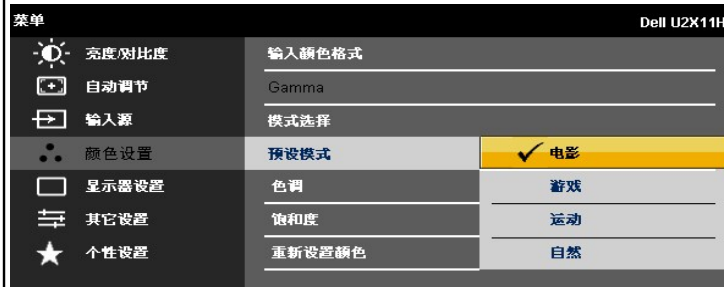 菜单 Dell U2X11H
亮度/对比度 输入顏色格式
自动调节 Gamma
输入源 模式选择
颜色设置 预设模式 电影
显示器设置 色调 游戏
其它设置 饱和度 运动
个性设置 重新设置顏色 自然